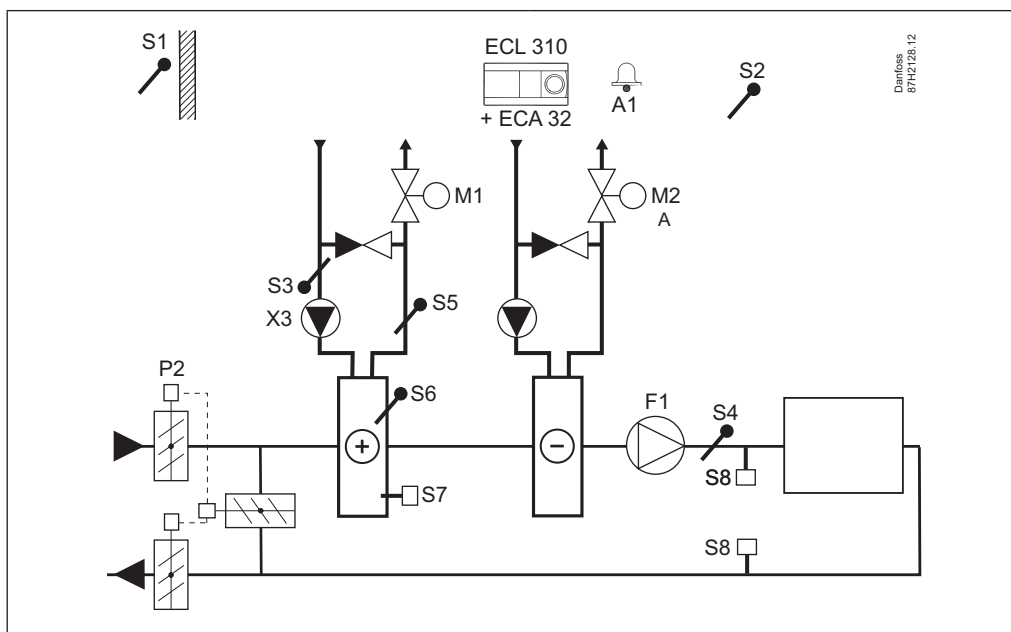 S1
ECL 310
+ ECA 32
A1
S2
Danfoss
87H2128.12
M1
M2
A
S3
X3
S5
P2
S6
F1
S4
+
−
S8
S7
S8